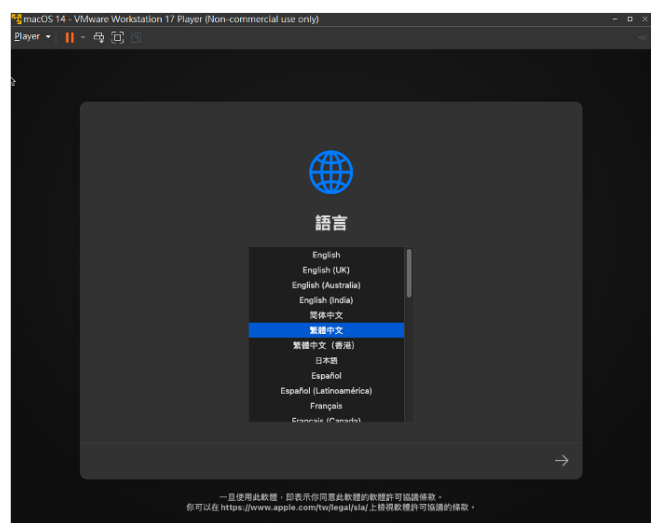 macOS 14 - VMware Workstation 17 Player (Non-commercial use only)
Player
語言
English
English (UK)
English (Australia)
English (India)
简体中文
繁體中文
繁體中文（香港）
日本語
Español
Español (Latinoamérica)
Français
Français (Canada)
一旦使用此軟體，即表示你同意此軟體的軟體許可協議條款。
你可以在 https://www.apple.com/tw/legal/sla/ 上檢視軟體許可協議的條款。